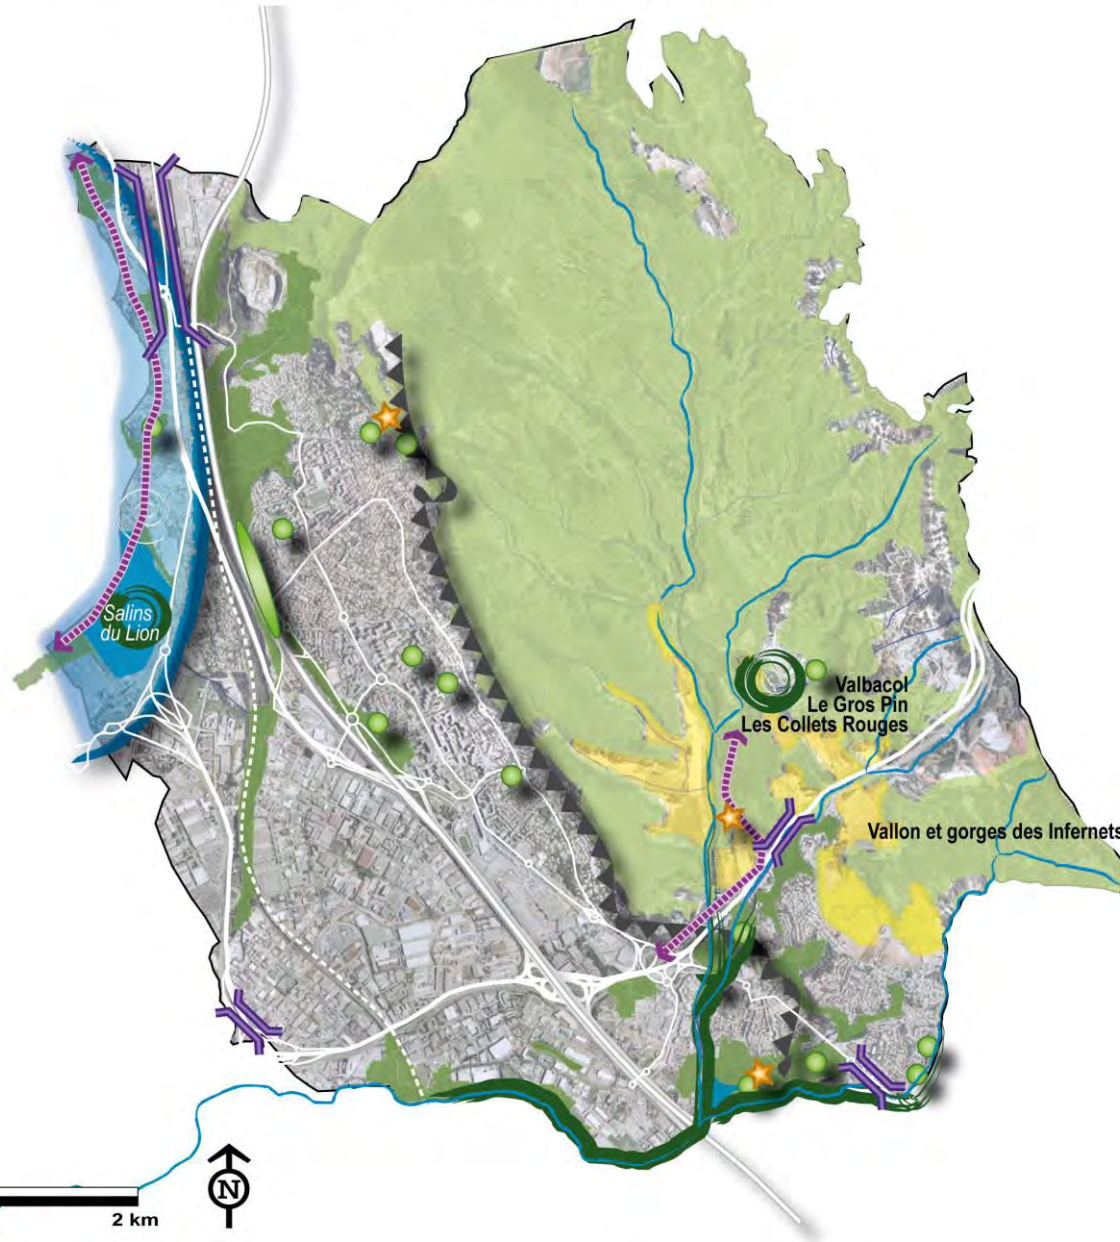 Salins
du Lion
Valbacol
Le Gros Pin
Les Collets Rouges
Vallon et gorges des Infernets
N
2 km